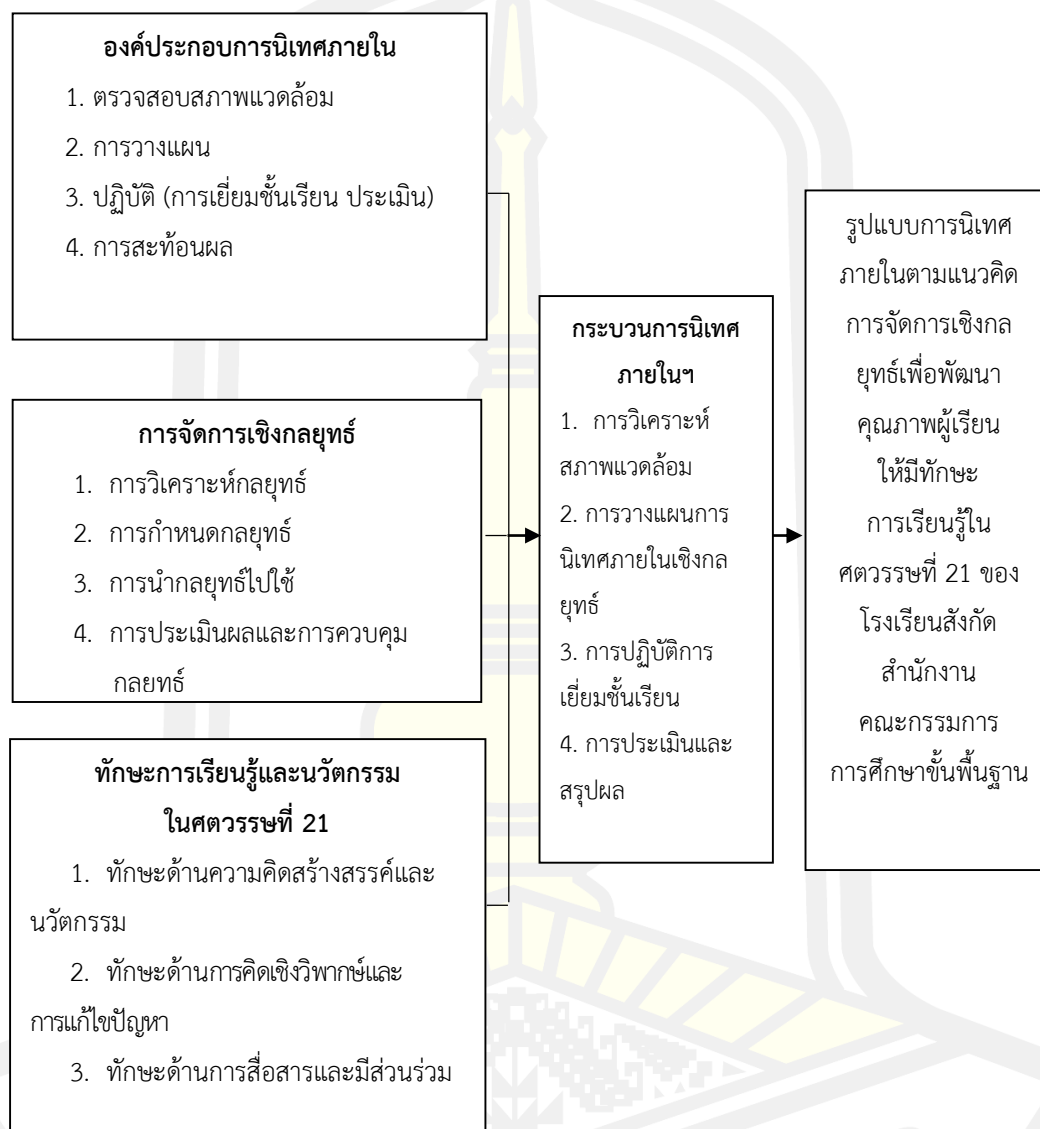 องค์ประกอบการนิเทศภายใน
1. ตรวจสอบสภาพแวดล้อม
2. การวางแผน
3. ปฏิบัติ (การเยี่ยมชั้นเรียน ประเมิน)
4. การสะท้อนผล
การจัดการเชิงกลยุทธ์
1. การวิเคราะห์กลยุทธ์
2. การกำหนดกลยุทธ์
3. การนำกลยุทธ์ไปใช้
4. การประเมินผลและการควบคุม
กลยทธ์
ทักษะการเรียนรู้และนวัตกรรม
ในศตวรรษที่ 21
1. ทักษะด้านความคิดสร้างสรรค์และ
นวัตกรรม
2. ทักษะด้านการคิดเชิงวิพากษ์และ
การแก้ไขปัญหา
3. ทักษะด้านการสื่อสารและมีส่วนร่วม
กระบวนการนิเทศ
ภายในฯ
1. การวิเคราะห์
สภาพแวดล้อม
2. การวางแผนการ
นิเทศภายในเชิงกล
ยุทธ์
3. การปฏิบัติการ
เยี่ยมชั้นเรียน
4. การประเมินและ
สรุปผล
รูปแบบการนิเทศ
ภายในตามแนวคิด
การจัดการเชิงกล
ยุทธ์เพื่อพัฒนา
คุณภาพผู้เรียน
ให้มีทักษะ
การเรียนรู้ใน
ศตวรรษที่ 21 ของ
โรงเรียนสังกัด
สำนักงาน
คณะกรรมการ
การศึกษาขั้นพื้นฐาน